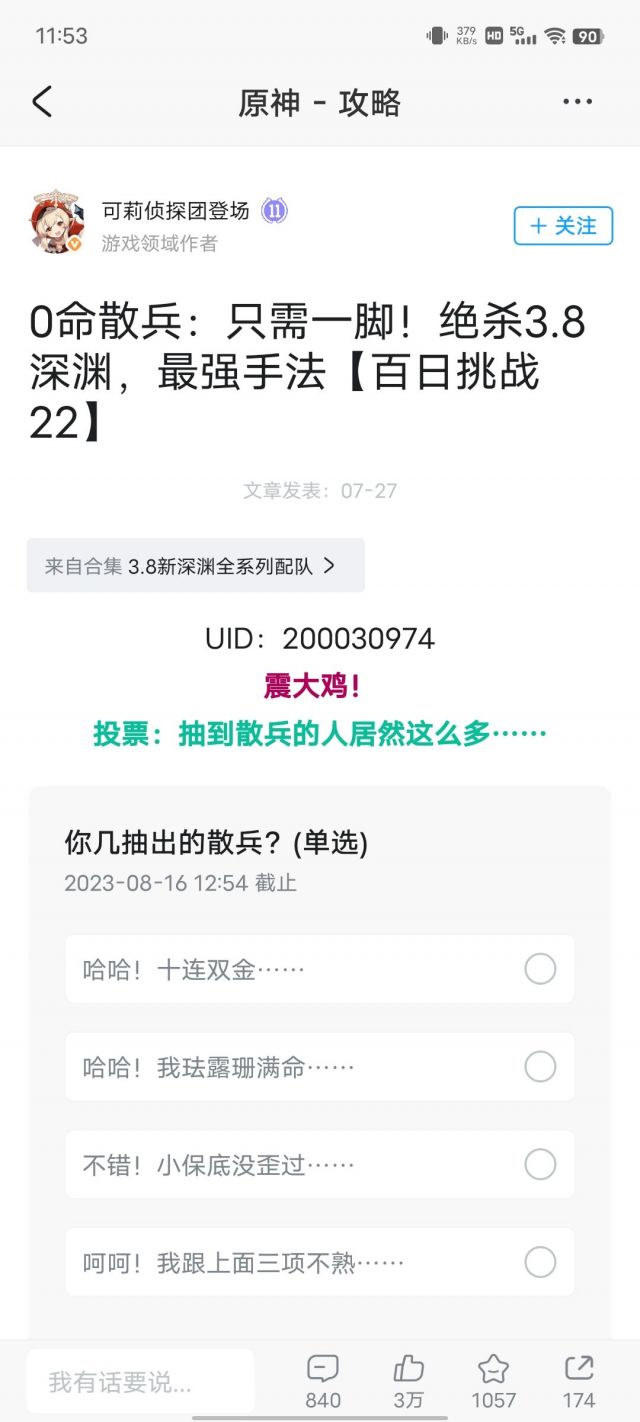 11:53
379
KB/s
HD
5G
90
原神 - 攻略
可莉侦探团登场
11
游戏领域作者
+ 关注
0命散兵：只需一脚！绝杀3.8
深渊，最强手法【百日挑战
22】
文章发表：07-27
来自合集 3.8新深渊全系列配队 >
UID：200030974
震大鸡！
投票：抽到散兵的人居然这么多……
你几抽出的散兵？(单选)
2023-08-16 12:54 截止
哈哈！十连双金……
哈哈！我珐露珊满命……
不错！小保底没歪过……
呵呵！我跟上面三项不熟……
我有话要说...
840
3万
1057
174